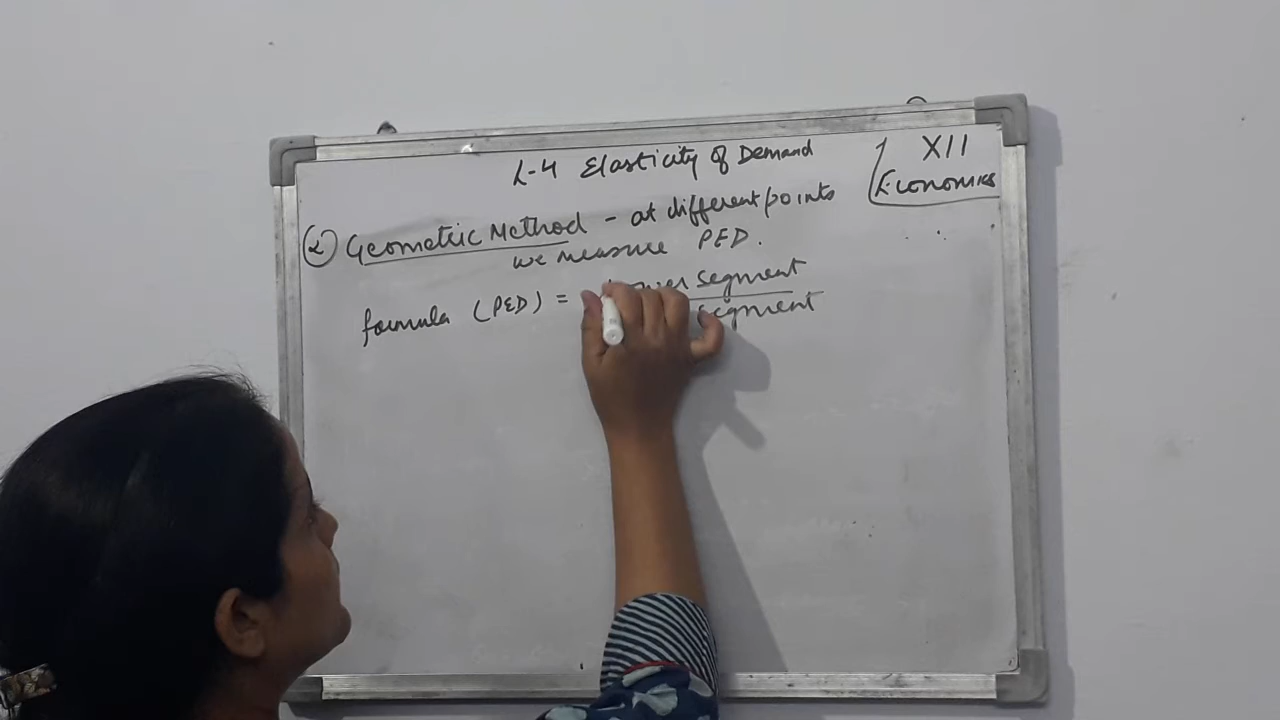 L-4 Elasticity of Demand
XII
Economics
② Geometric Method - at different points
we measure PED.
formula (PED) = Lower segment
segment